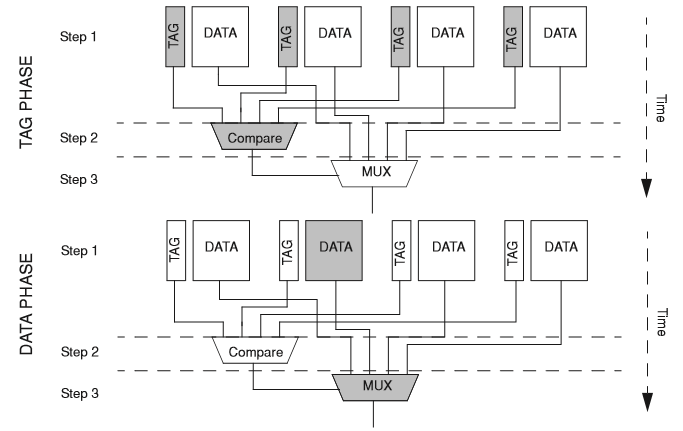 TAG PHASE
Step 1
TAG
DATA
TAG
DATA
TAG
DATA
TAG
DATA
Time
Step 2
Compare
Step 3
MUX
DATA PHASE
Step 1
TAG
DATA
TAG
DATA
TAG
DATA
TAG
DATA
Time
Step 2
Compare
Step 3
MUX